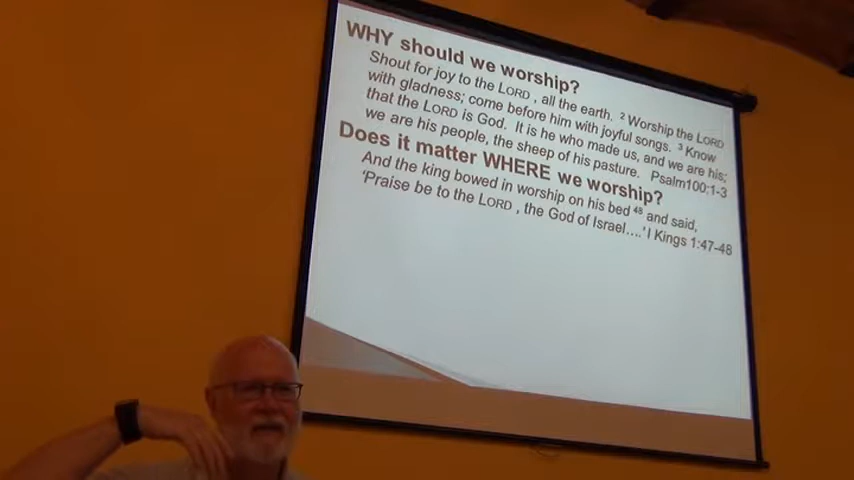 WHY should we worship?
Shout for joy to the LORD , all the earth. 2 Worship the LORD
with gladness; come before him with joyful songs. 3 Know
that the LORD is God. It is he who made us, and we are his;
we are his people, the sheep of his pasture. Psalm100:1-3
Does it matter WHERE we worship?
And the king bowed in worship on his bed 48 and said,
'Praise be to the LORD , the God of Israel....' I Kings 1:47-48